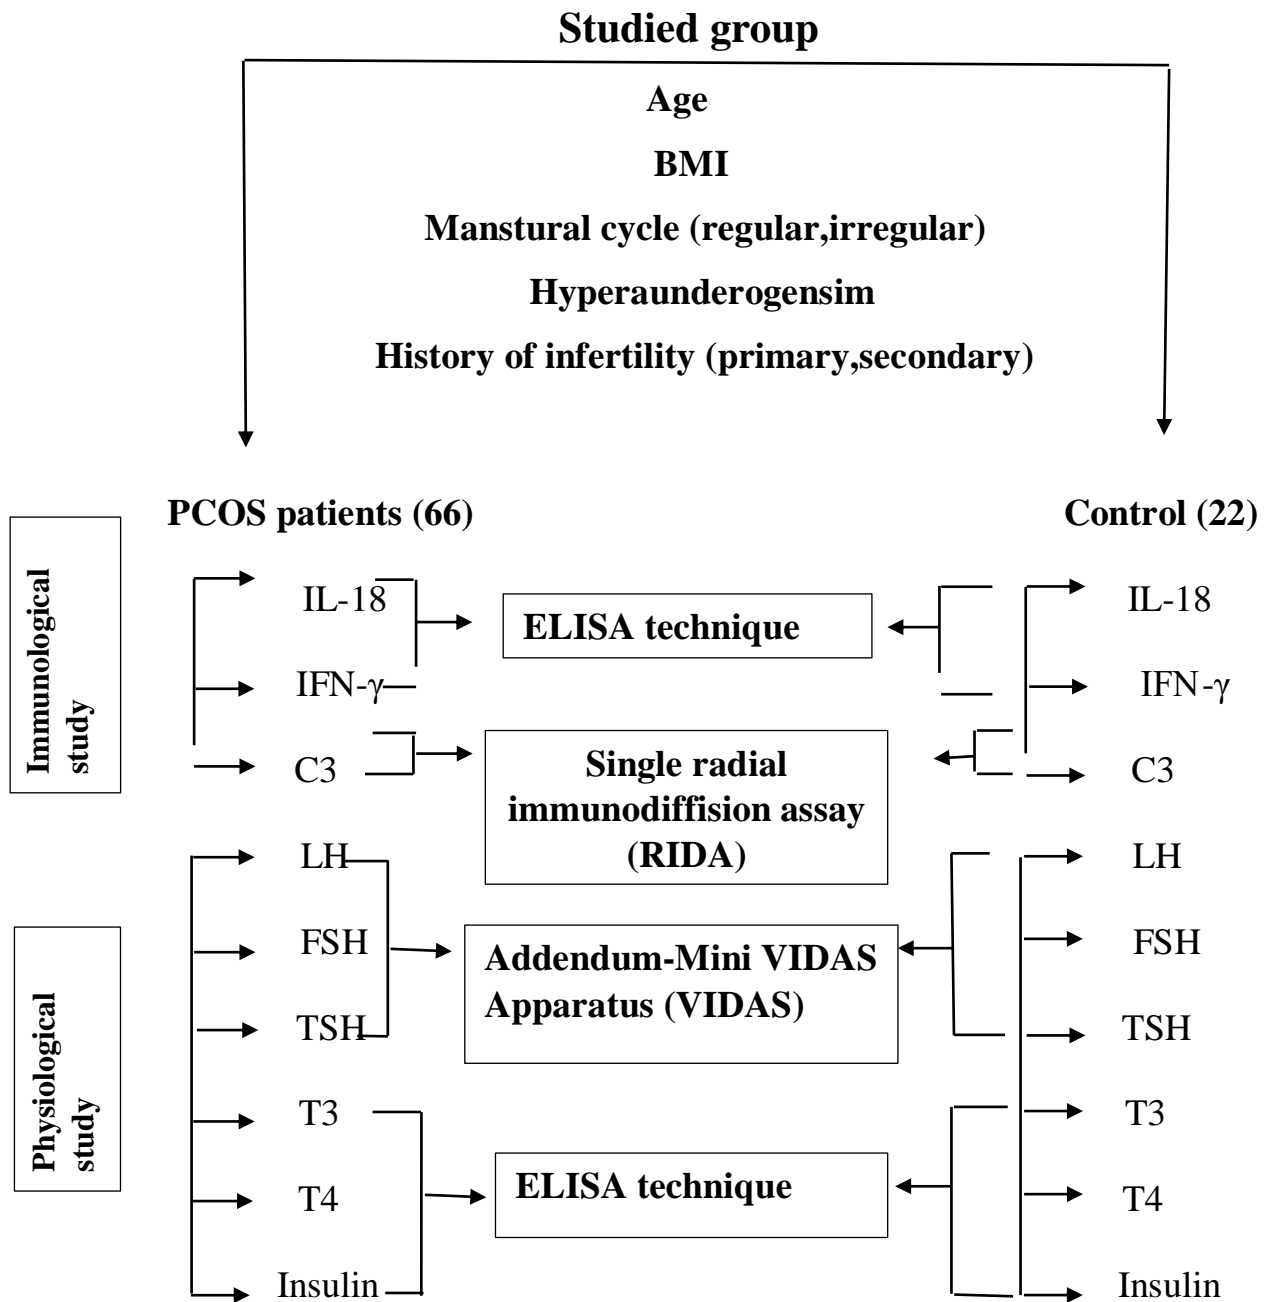 Studied group
Age
BMI
Manstural cycle (regular,irregular)
Hyperaunderogensim
History of infertility (primary,secondary)
PCOS patients (66)
Control (22)
Immunological
study
IL-18
ELISA technique
IL-18
IFN-γ
IFN-γ
C3
Single radial
immunodiffision assay
(RIDA)
C3
Physiological
study
LH
LH
FSH
Addendum-Mini VIDAS
Apparatus (VIDAS)
FSH
TSH
TSH
T3
T3
T4
ELISA technique
T4
Insulin
Insulin